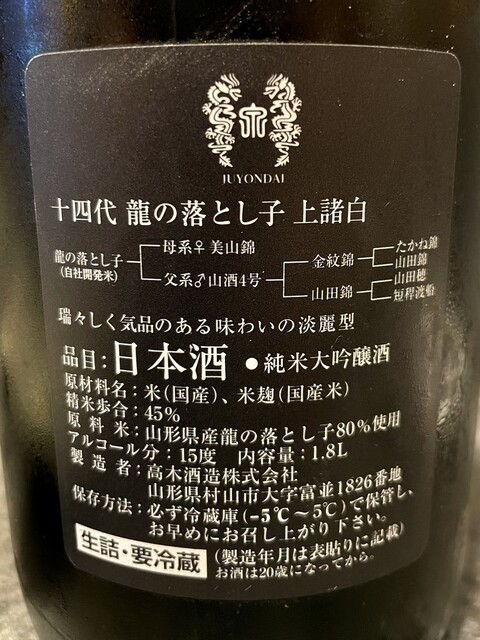 JUYONDAI
十四代 龍の落とし子 上諸白
龍の落とし子
(自社開発米)
母系♀ 美山錦
父系♂ 山酒4号
金紋錦
たかね錦
山田錦
山田錦
山田穂
短稈渡船
瑞々しく気品のある味わいの淡麗型
品目:日本酒 ●純米大吟醸酒
原材料名:米(国産)、米麹(国産米)
精米歩合:45%
原料米:山形県産龍の落とし子80%使用
アルコール分:15度 内容量:1.8L
製造者:高木酒造株式会社
山形県村山市大字富並1826番地
保存方法:必ず冷蔵庫(-5℃〜5℃)で保管し、
お早めにお召し上がり下さい。
生詰・要冷蔵
(製造年月は表貼りに記載)
お酒は20歳になってから。